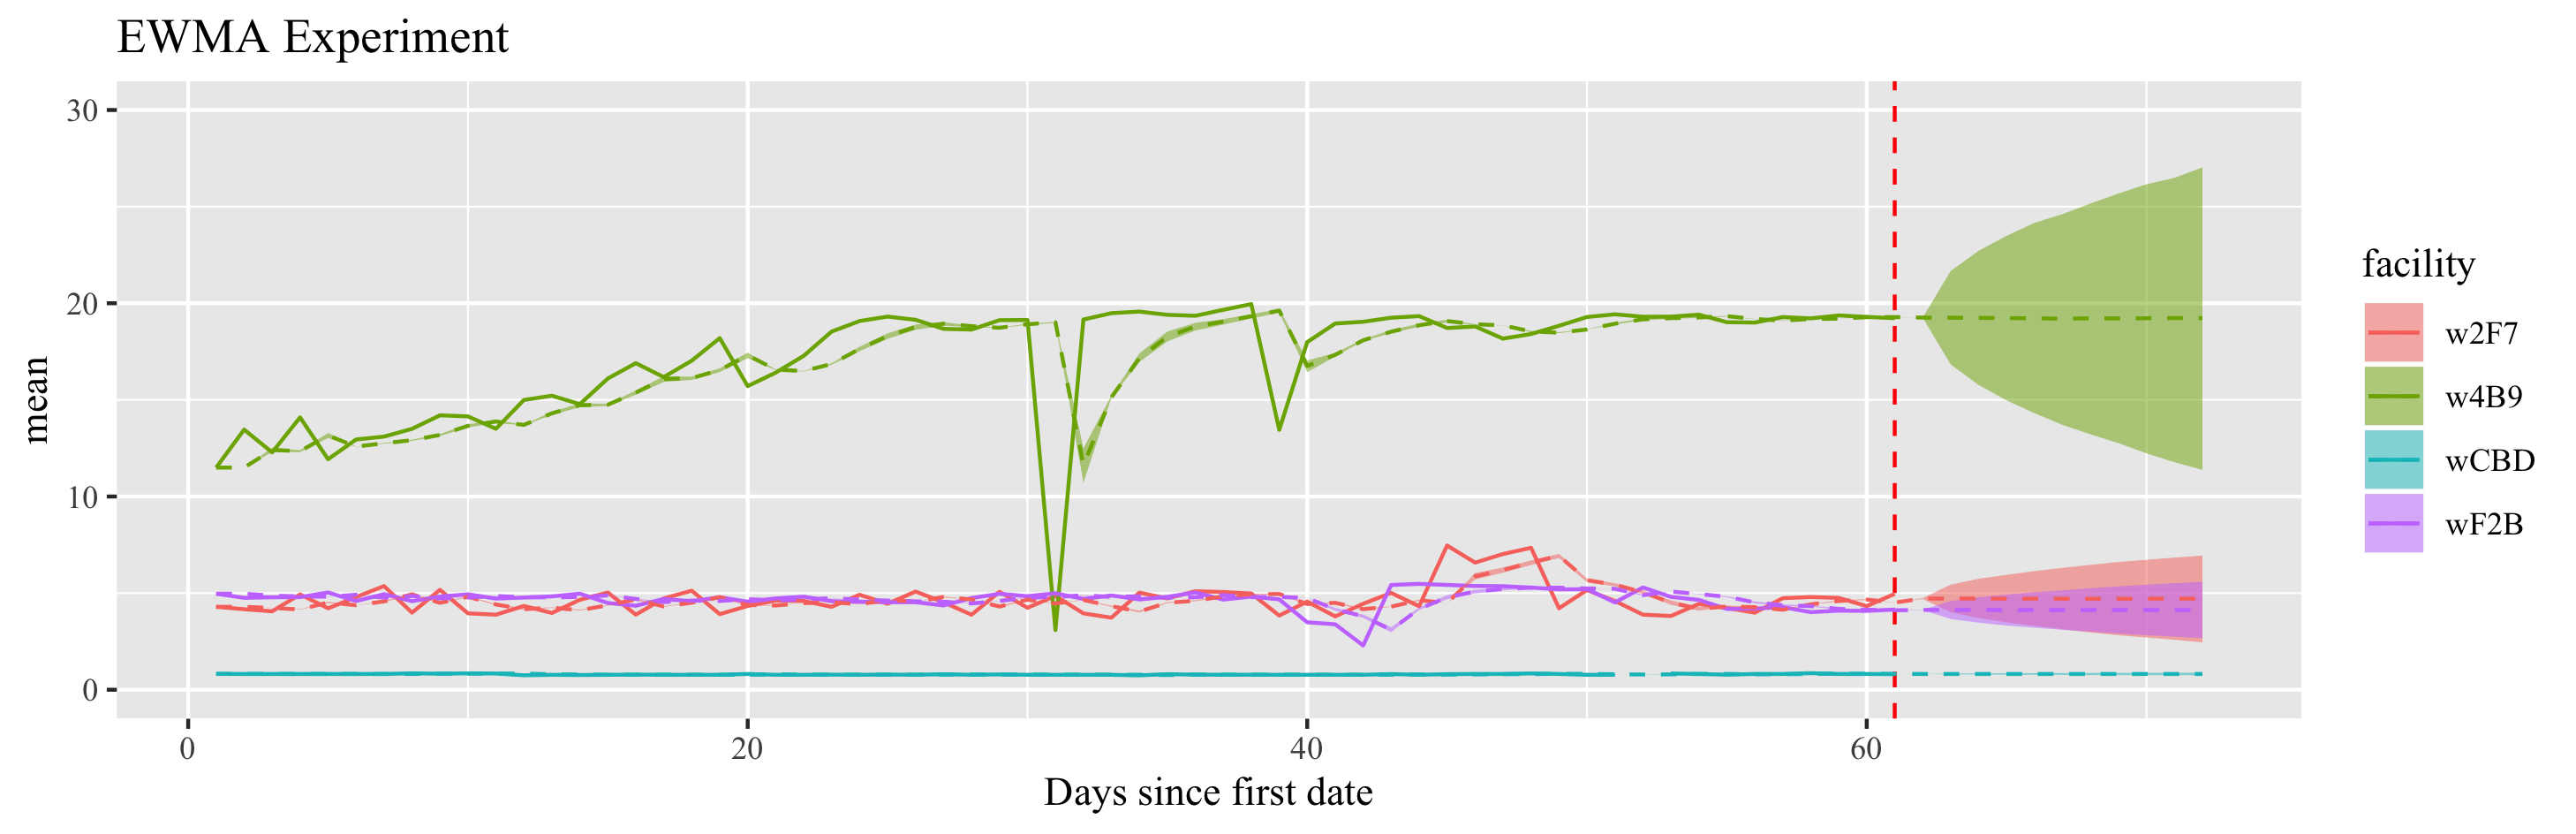 EWMA Experiment
30
20
10
0
mean
0 20 40 60
Days since first date
facility
w2F7
w4B9
wCBD
wF2B